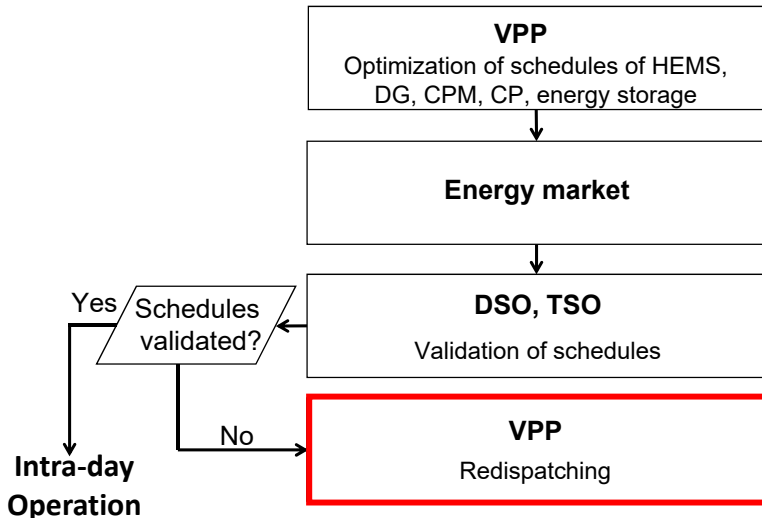 VPP
Optimization of schedules of HEMS,
DG, CPM, CP, energy storage
Energy market
DSO, TSO
Validation of schedules
Yes
Schedules
validated?
No
VPP
Redispatching
Intra-day
Operation